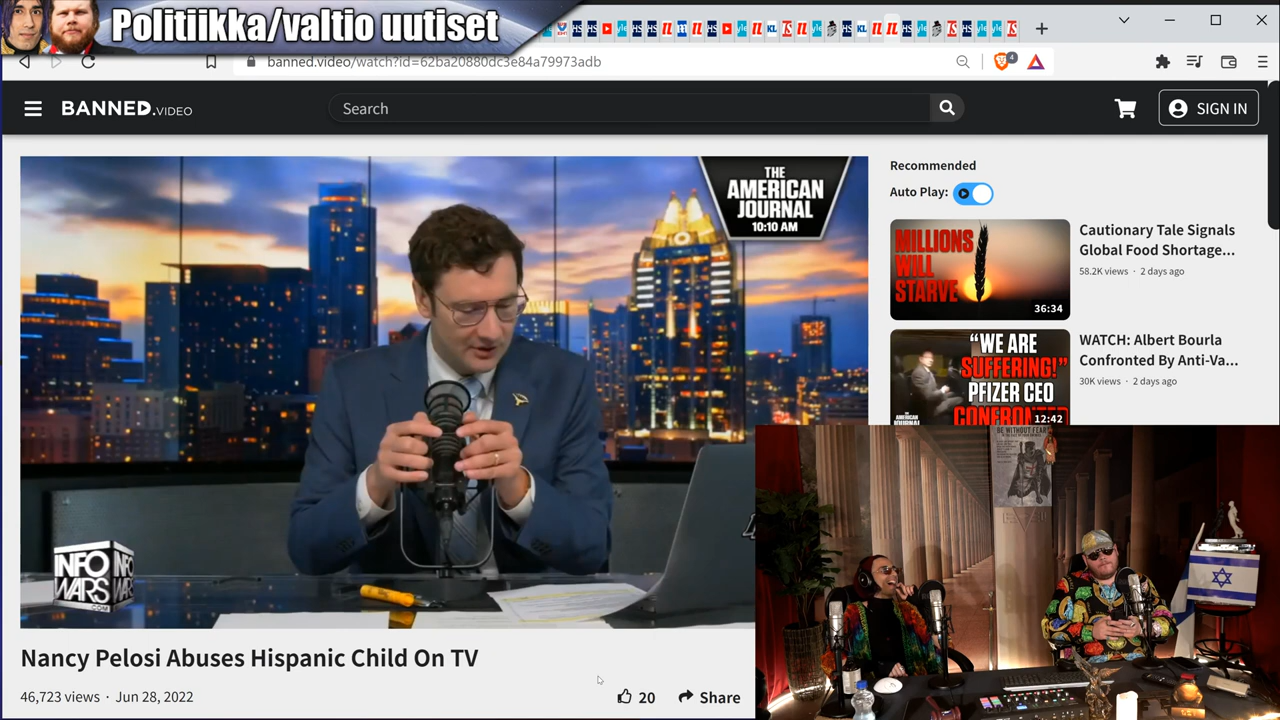 Politiikka/valtio uutiset
banned.video/watch?id=62ba20880dc3e84a79973adb
4
BANNED.VIDEO
Search
SIGN IN
THE
AMERICAN
JOURNAL
10:10 AM
INFO
WARS
.COM
Nancy Pelosi Abuses Hispanic Child On TV
46,723 views · Jun 28, 2022
20
Share
Recommended
Auto Play:
MILLIONS
WILL
STARVE
36:34
Cautionary Tale Signals
Global Food Shortage...
58.2K views · 2 days ago
"WE ARE
SUFFERING!"
PFIZER CEO
12:42
WATCH: Albert Bourla
Confronted By Anti-Va...
30K views · 2 days ago
BE WITHOUT FEAR